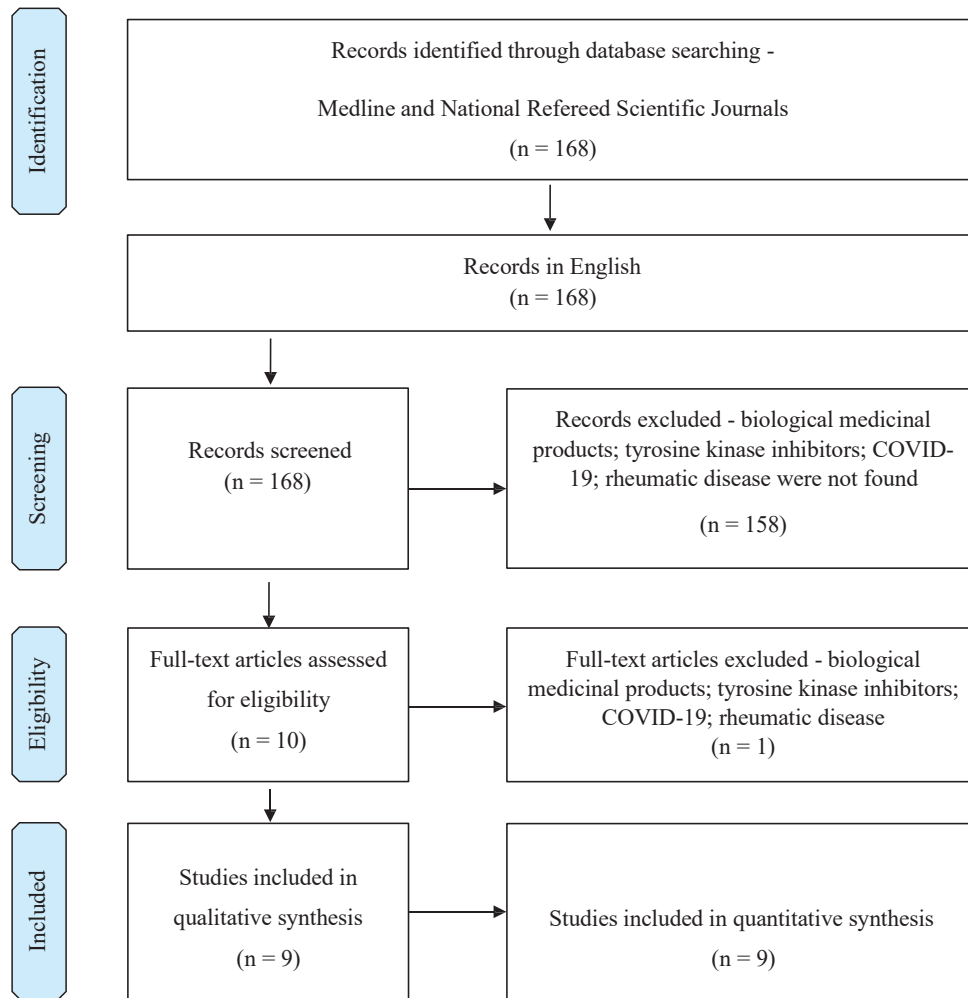 Identification
Records identified through database searching -
Medline and National Refereed Scientific Journals
(n = 168)
Records in English
(n = 168)
Screening
Records screened
(n = 168)
Records excluded - biological medicinal
products; tyrosine kinase inhibitors; COVID-
19; rheumatic disease were not found
(n = 158)
Eligibility
Full-text articles assessed
for eligibility
(n = 10)
Full-text articles excluded - biological
medicinal products; tyrosine kinase inhibitors;
COVID-19; rheumatic disease
(n = 1)
Included
Studies included in
qualitative synthesis
(n = 9)
Studies included in quantitative synthesis
(n = 9)